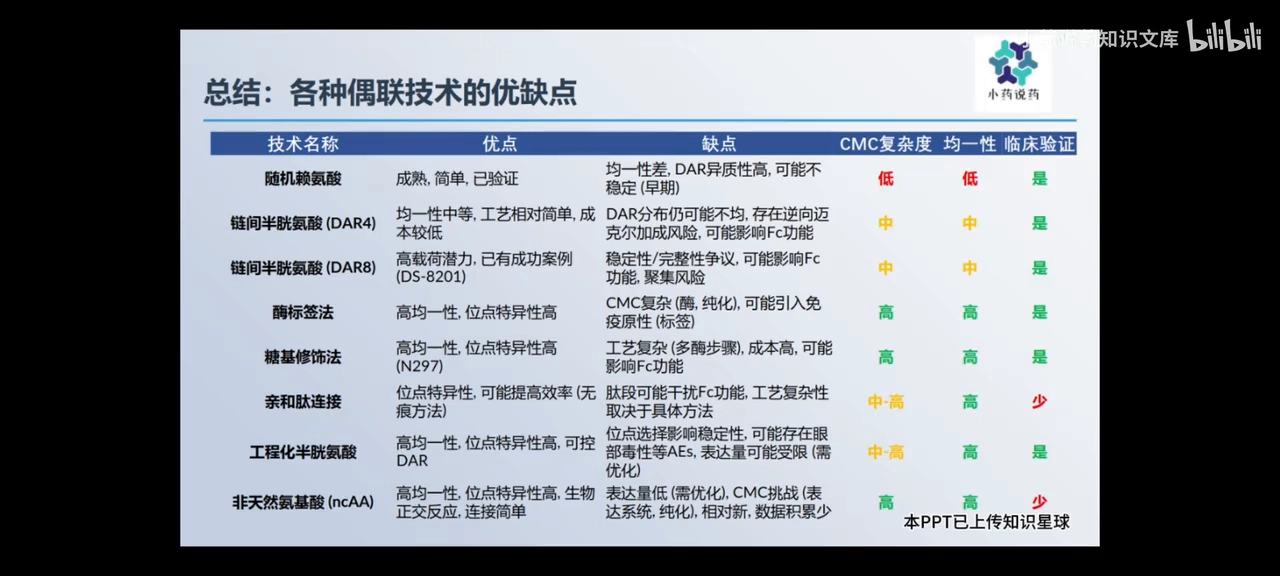 知识文库 bilibili
小药说药
总结：各种偶联技术的优缺点
技术名称 优点 缺点 CMC复杂度 均一性 临床验证
随机赖氨酸 成熟, 简单, 已验证 均一性差, DAR异质性高, 可能不
稳定 (早期) 低 低 是
链间半胱氨酸 (DAR4) 均一性中等, 工艺相对简单, 成
本较低 DAR分布仍可能不均, 存在逆向迈
克尔加成风险, 可能影响Fc功能 中 中 是
链间半胱氨酸 (DAR8) 高载荷潜力, 已有成功案例
(DS-8201) 稳定性/完整性争议, 可能影响Fc
功能, 聚集风险 中 中 是
酶标签法 高均一性, 位点特异性高 CMC复杂 (酶, 纯化), 可能引入免
疫原性 (标签) 高 高 是
糖基修饰法 高均一性, 位点特异性高
(N297) 工艺复杂 (多酶步骤), 成本高, 可能
影响Fc功能 高 高 是
亲和肽连接 位点特异性, 可能提高效率 (无
痕方法) 肽段可能干扰Fc功能, 工艺复杂性
取决于具体方法 中-高 高 少
工程化半胱氨酸 高均一性, 位点特异性高, 可控
DAR 位点选择影响稳定性, 可能存在眼
部毒性等AEs, 表达量可能受限 (需
优化) 中-高 高 是
非天然氨基酸 (ncAA) 高均一性, 位点特异性高, 生物
正交反应, 连接简单 表达量低 (需优化), CMC挑战 (表
达系统, 纯化), 相对新, 数据积累少 高 高 少
本PPT已上传知识星球